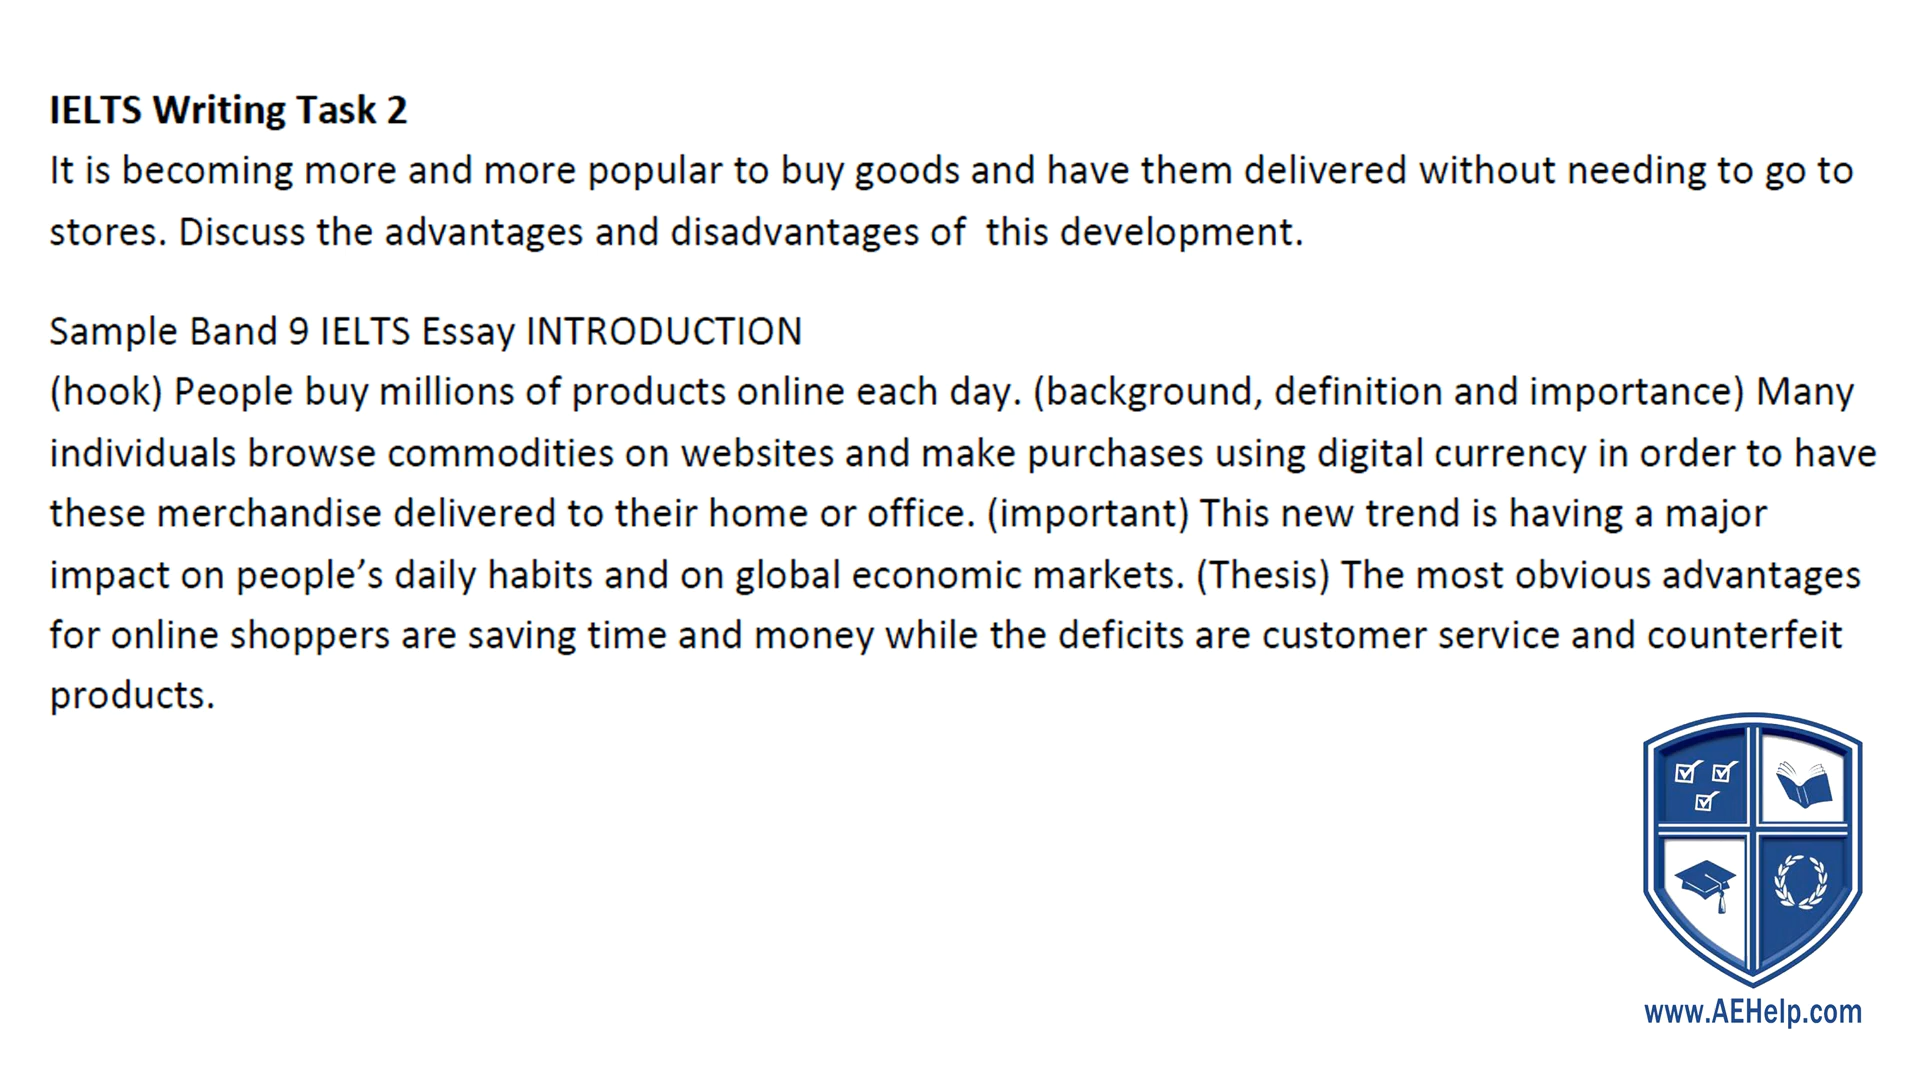 IELTS Writing Task 2
It is becoming more and more popular to buy goods and have them delivered without needing to go to
stores. Discuss the advantages and disadvantages of  this development.
Sample Band 9 IELTS Essay INTRODUCTION
(hook) People buy millions of products online each day. (background, definition and importance) Many
individuals browse commodities on websites and make purchases using digital currency in order to have
these merchandise delivered to their home or office. (important) This new trend is having a major
impact on people’s daily habits and on global economic markets. (Thesis) The most obvious advantages
for online shoppers are saving time and money while the deficits are customer service and counterfeit
products.
www.AEHelp.com